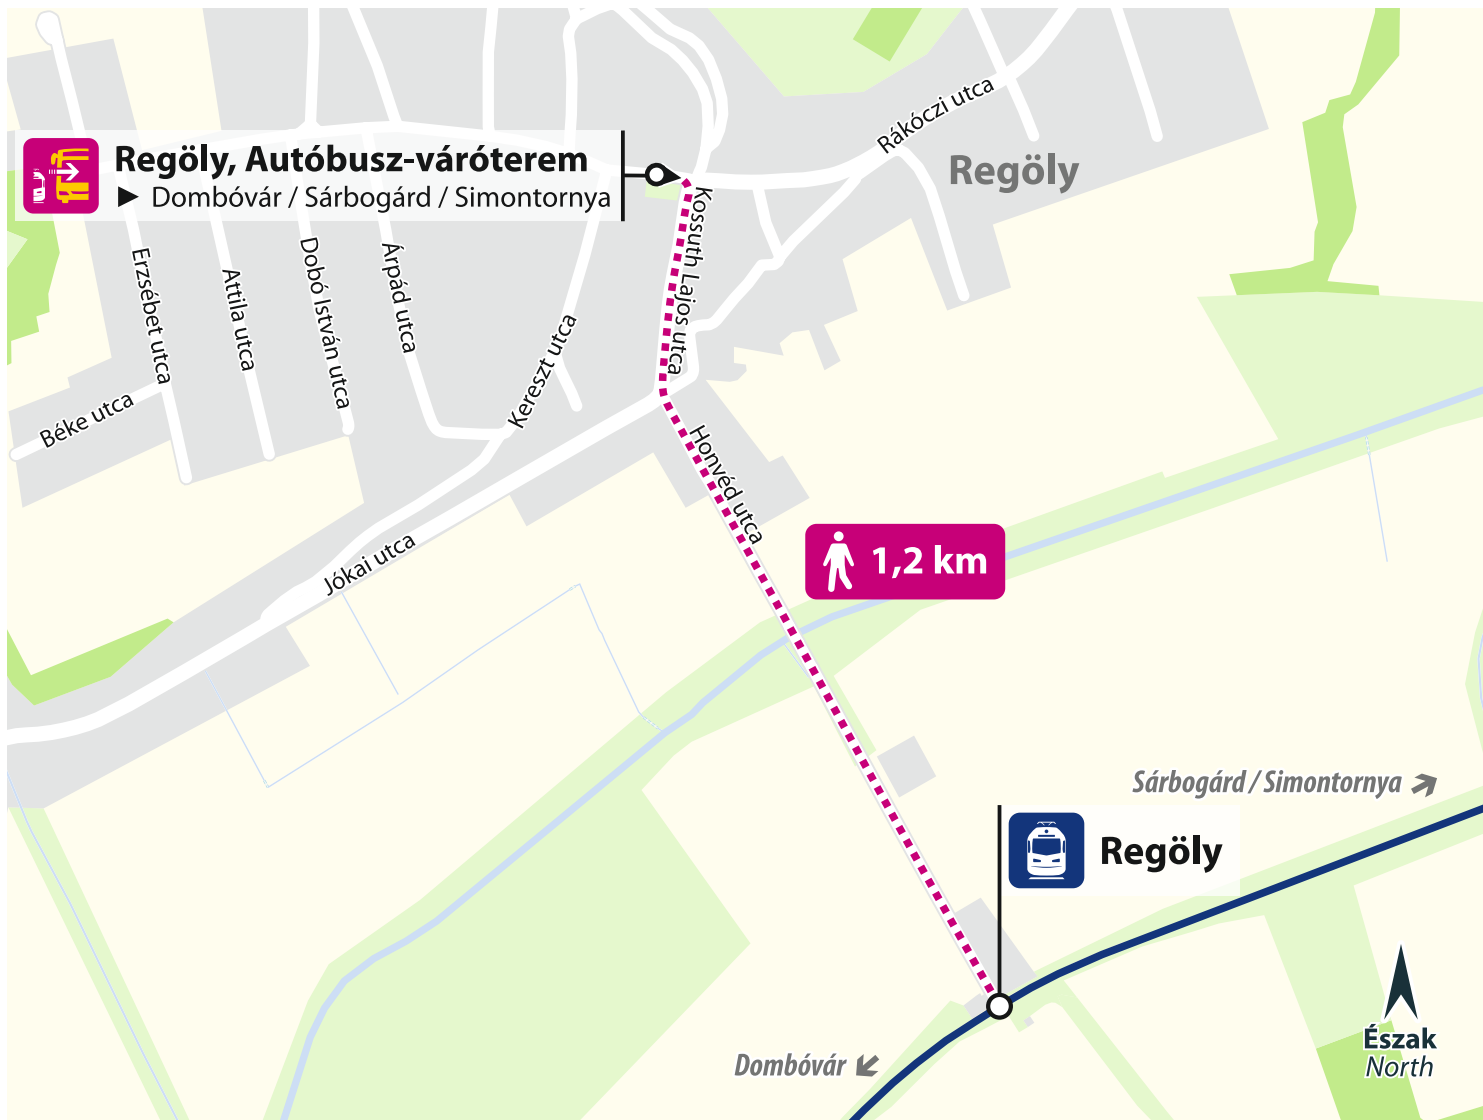 Rákóczi utca
Regöly, Autóbusz-váróterem
► Dombóvár / Sárbogárd / Simontornya
Regöly
Kossuth Lajos utca
Erzsébet utca
Attila utca
Dobó István utca
Árpád utca
Kereszt utca
Béke utca
Honvéd utca
Jókai utca
1,2 km
Sárbogárd / Simontornya
Regöly
Észak
North
Dombóvár